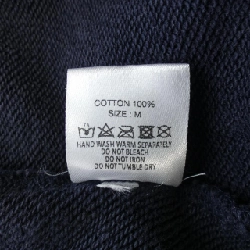 COTTON 100%
SIZE : M
HAND WASH WARM SEPARATELY
DO NOT BLEACH
DO NOT IRON
DO NOT TUMBLE DRY